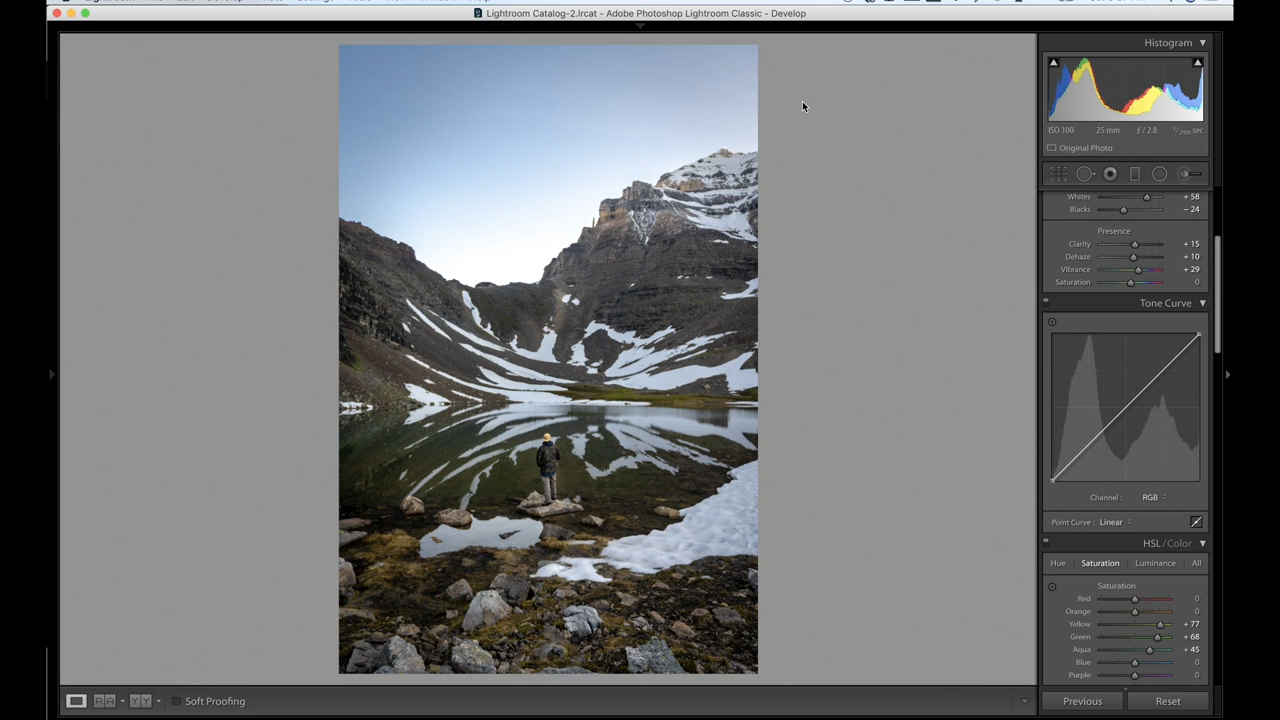 Lightroom Catalog-2.lrcat - Adobe Photoshop Lightroom Classic - Develop
Histogram
ISO 100 25 mm ƒ / 2.8 1/200 sec
Original Photo
Whites + 58
Blacks – 24
Presence
Clarity + 15
Dehaze + 10
Vibrance + 29
Saturation 0
Tone Curve
Channel : RGB
Point Curve : Linear
HSL / Color
Hue Saturation Luminance All
Saturation
Red 0
Orange 0
Yellow + 77
Green + 68
Aqua + 45
Blue 0
Purple 0
Soft Proofing
Previous Reset